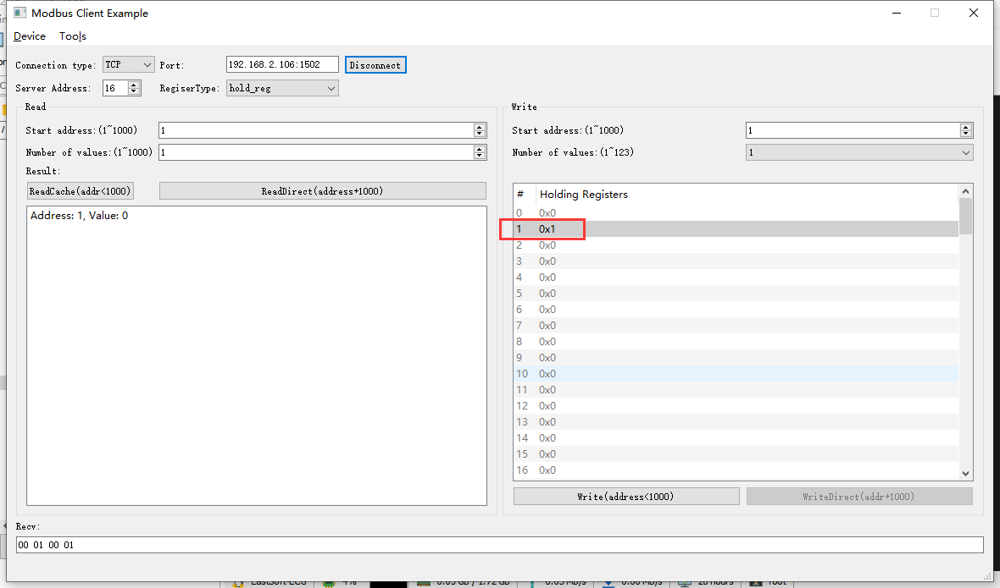 Modbus Client Example
Device Tools
Connection type: TCP Port: 192.168.2.106:1502 Disconnect
Server Address: 16 RegiserType: hold_reg
Read
Start address:(1~1000) 1
Number of values:(1~1000) 1
Result:
ReadCache(addr<1000) ReadDirect(address+1000)
Address: 1, Value: 0
Write
Start address:(1~1000) 1
Number of values:(1~123) 1
# Holding Registers
0 0x0
1 0x1
2 0x0
3 0x0
4 0x0
5 0x0
6 0x0
7 0x0
8 0x0
9 0x0
10 0x0
11 0x0
12 0x0
13 0x0
14 0x0
15 0x0
16 0x0
Write(address<1000) WriteDirect(addr+1000)
Recv:
00 01 00 01